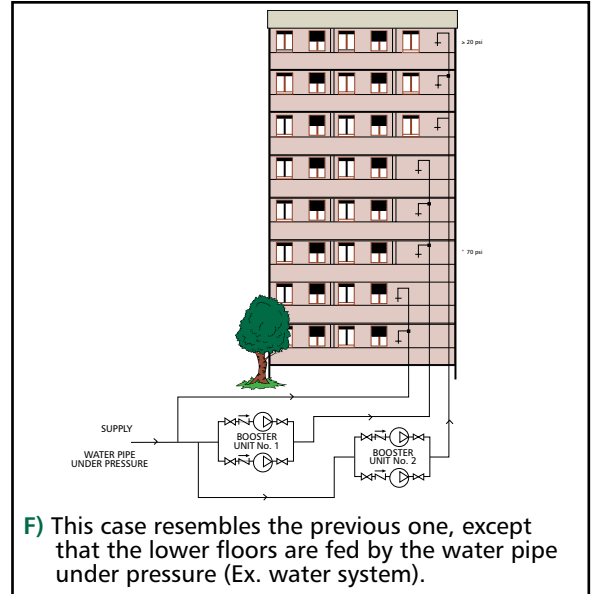 ≥ 20 psi
70 psi
SUPPLY
WATER PIPE
UNDER PRESSURE
BOOSTER
UNIT No. 1
BOOSTER
UNIT No. 2
F) This case resembles the previous one, except
that the lower floors are fed by the water pipe
under pressure (Ex. water system).